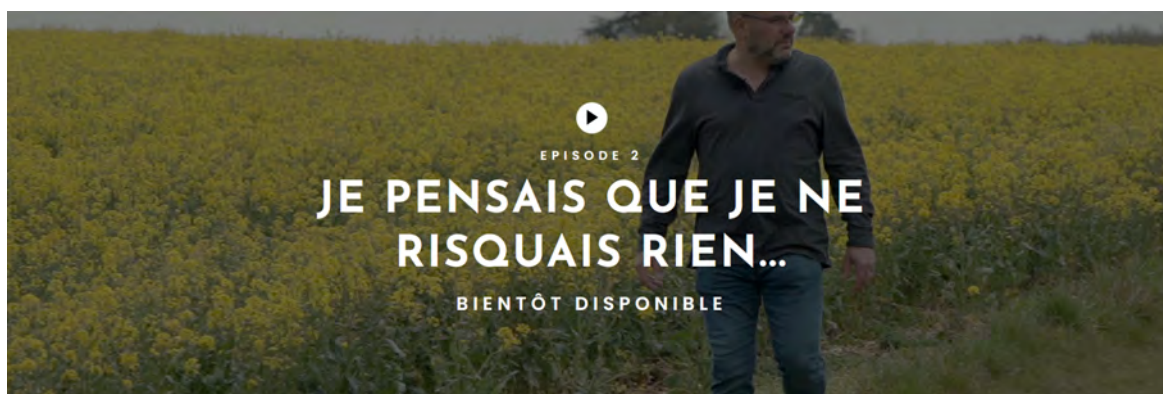 EPISODE 2
JE PENSAIS QUE JE NE
RISQUAIS RIEN...
BIENTÔT DISPONIBLE